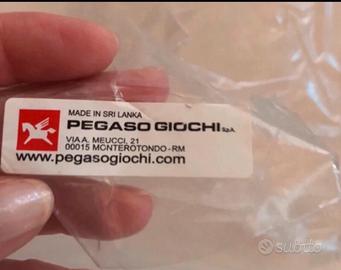 MADE IN SRI LANKA
PEGASO GIOCHI S.p.A.
VIA A. MEUCCI, 21
00015 MONTEROTONDO - RM
www.pegasogiochi.com
subito